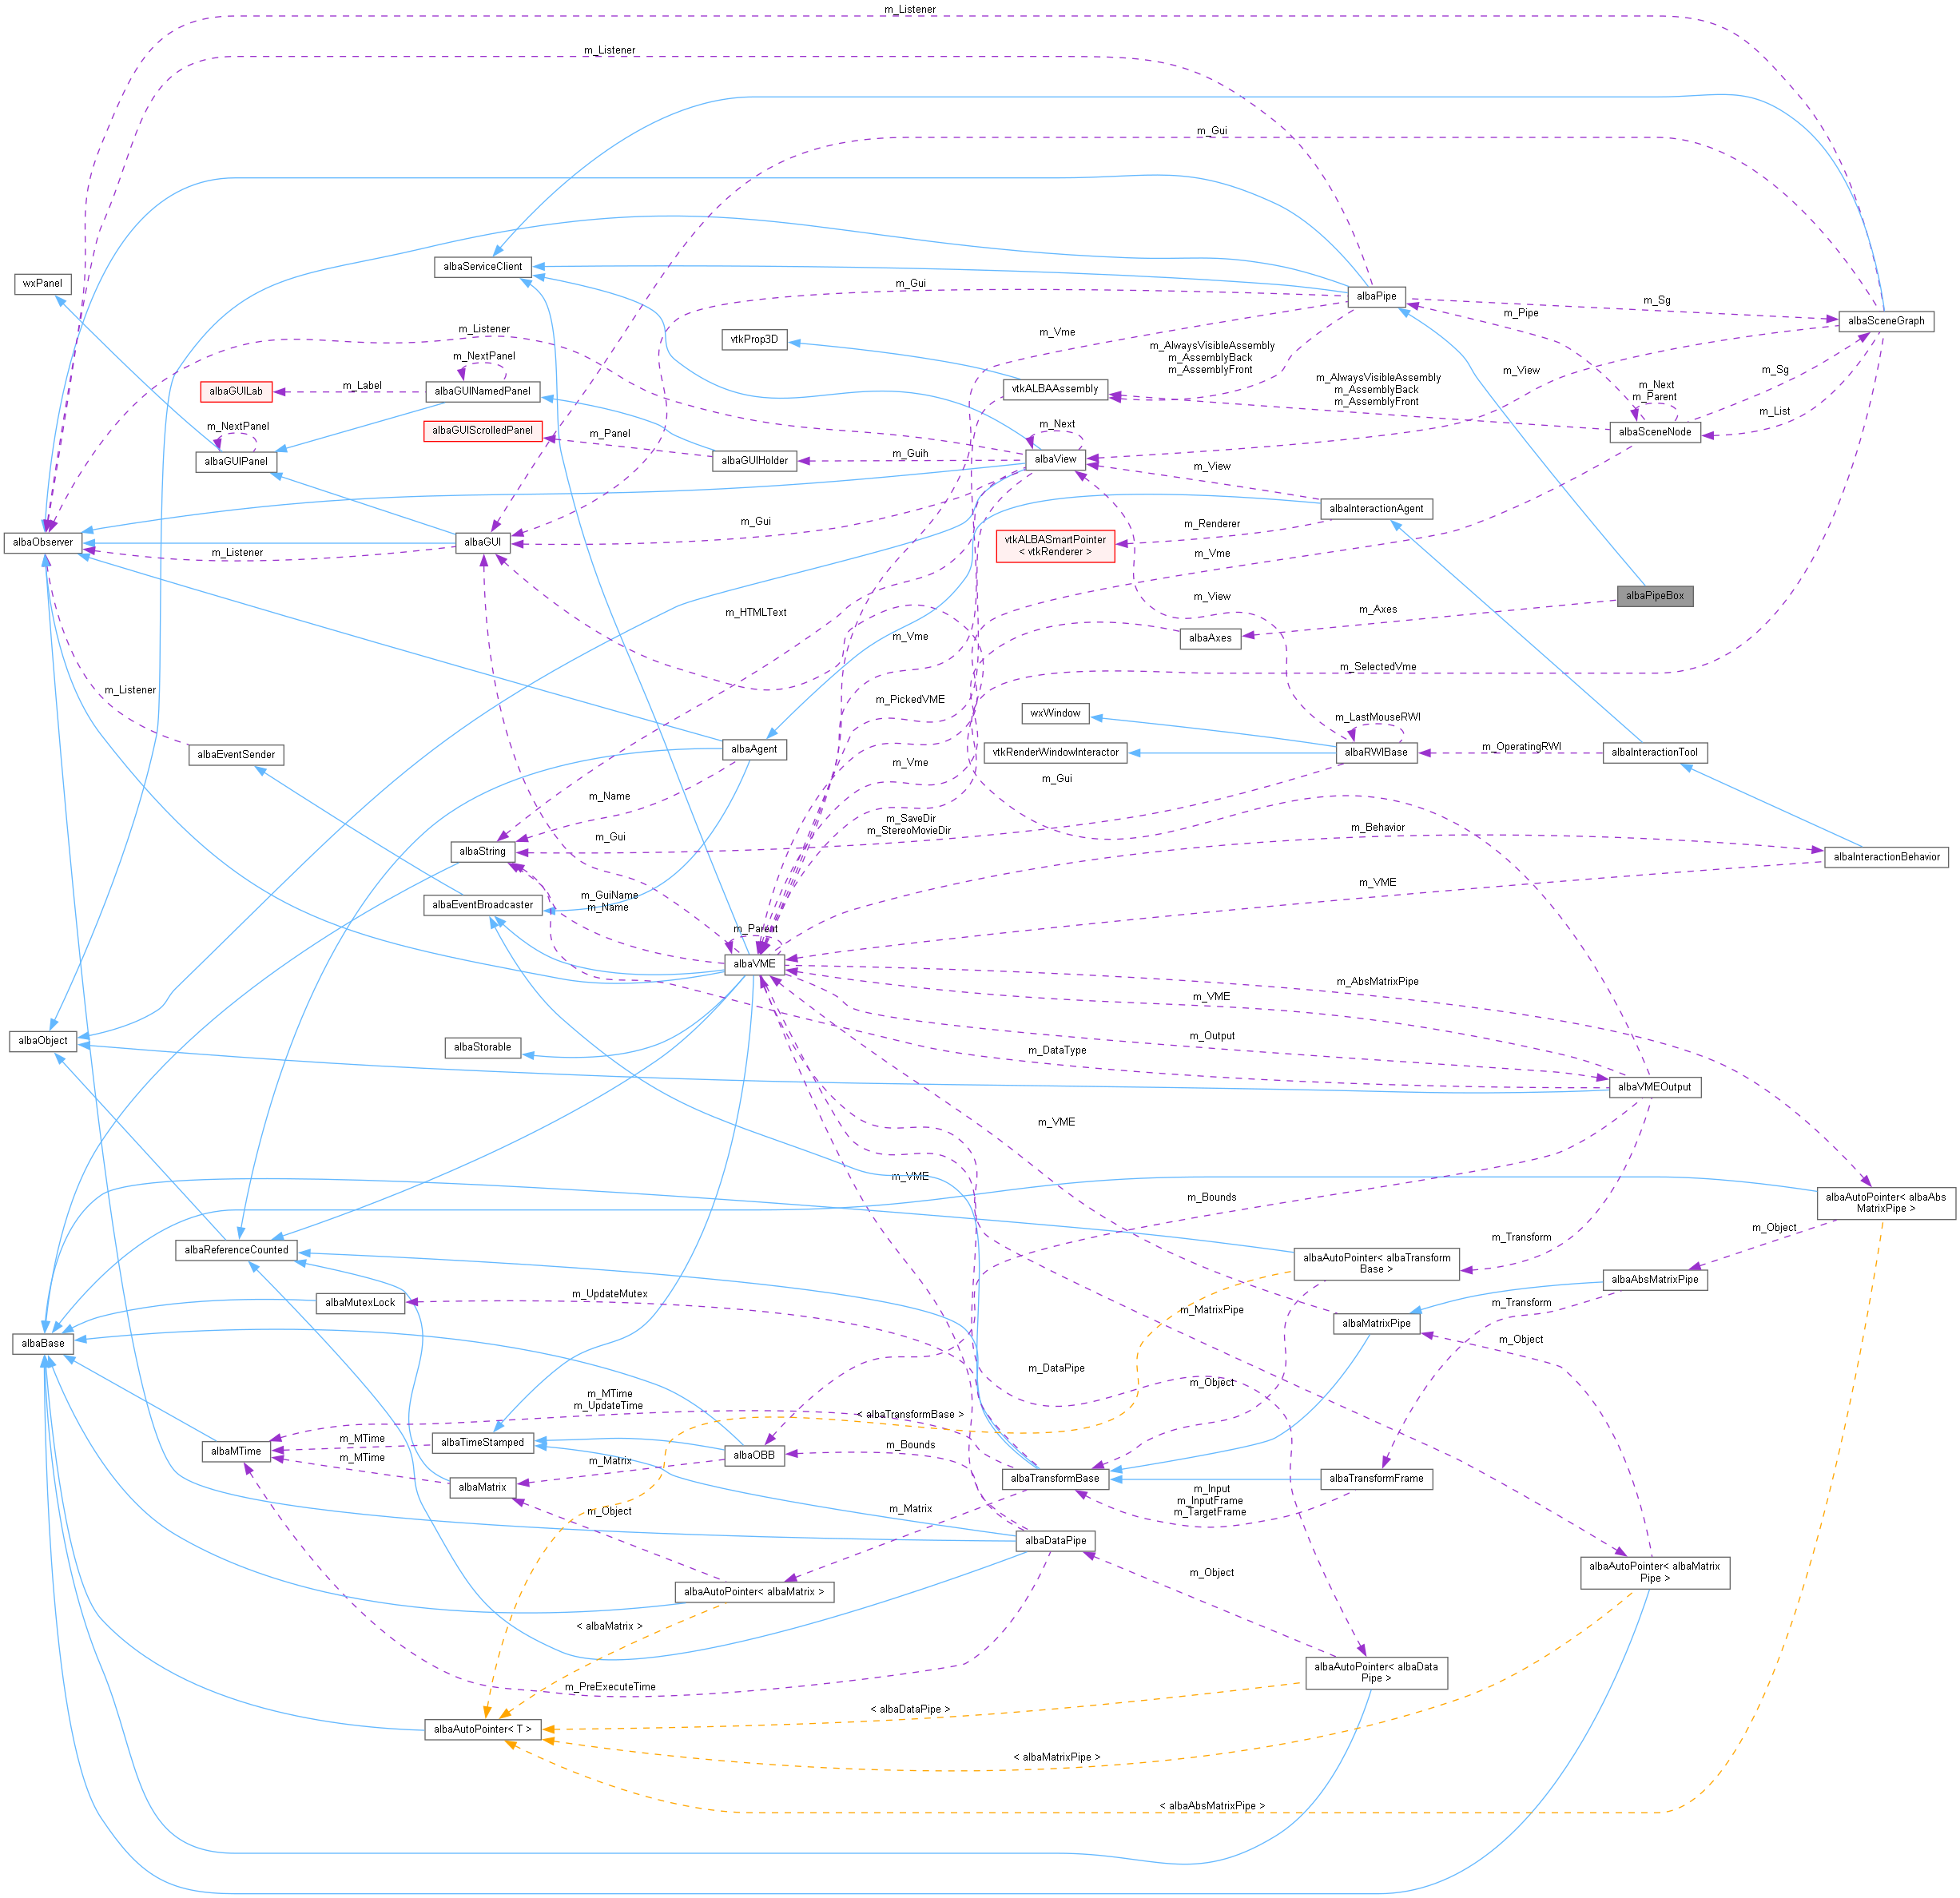 m_Listener
m_Listener
m_Gui
albaServiceClient
wxPanel
m_Gui
albaPipe
m_Sg
m_Pipe
albaSceneGraph
m_Listener
m_Vme
vtkProp3D
m_AlwaysVisibleAssembly
m_AssemblyBack
m_AssemblyFront
m_View
m_Sg
m_NextPanel
m_Label
albaGUILab
albaGUINamedPanel
vtkALBAAssembly
m_AlwaysVisibleAssembly
m_AssemblyBack
m_AssemblyFront
m_Next
m_Parent
m_List
m_NextPanel
albaGUIScrolledPanel
m_Panel
m_Next
albaSceneNode
albaGUIPanel
albaGUIHolder
m_Guih
albaView
m_View
albaInteractionAgent
m_Gui
m_Renderer
albaObserver
m_Listener
albaGUI
vtkALBASmartPointer
< vtkRenderer >
m_Vme
m_HTMLText
m_View
m_Axes
albaPipeBox
m_Vme
albaAxes
m_SelectedVme
m_Listener
m_PickedVME
wxWindow
m_LastMouseRWI
albaEventSender
albaAgent
vtkRenderWindowInteractor
albaRWIBase
m_OperatingRWI
albaInteractionTool
m_Vme
m_Gui
m_Name
m_SaveDir
m_StereoMovieDir
m_Behavior
m_Gui
albaString
albaInteractionBehavior
m_VME
m_GuiName
m_Name
albaEventBroadcaster
m_Parent
albaVME
m_AbsMatrixPipe
m_VME
m_Output
albaObject
albaStorable
m_DataType
albaVMEOutput
m_VME
m_VME
m_Bounds
albaAutoPointer< albaAbs
MatrixPipe >
m_Object
m_Transform
albaReferenceCounted
albaAutoPointer< albaTransform
Base >
albaAbsMatrixPipe
m_UpdateMutex
albaMutexLock
m_MatrixPipe
m_Transform
albaMatrixPipe
albaBase
m_Object
m_DataPipe
m_Object
m_MTime
m_UpdateTime
< albaTransformBase >
m_MTime
albaMTime
albaTimeStamped
m_Bounds
albaOBB
m_MTime
m_Matrix
albaMatrix
albaTransformBase
albaTransformFrame
m_Input
m_InputFrame
m_TargetFrame
m_Object
m_Matrix
albaDataPipe
m_Object
albaAutoPointer< albaMatrix >
albaAutoPointer< albaMatrix
Pipe >
< albaMatrix >
albaAutoPointer< albaData
Pipe >
m_PreExecuteTime
albaAutoPointer< T >
< albaDataPipe >
< albaMatrixPipe >
< albaAbsMatrixPipe >